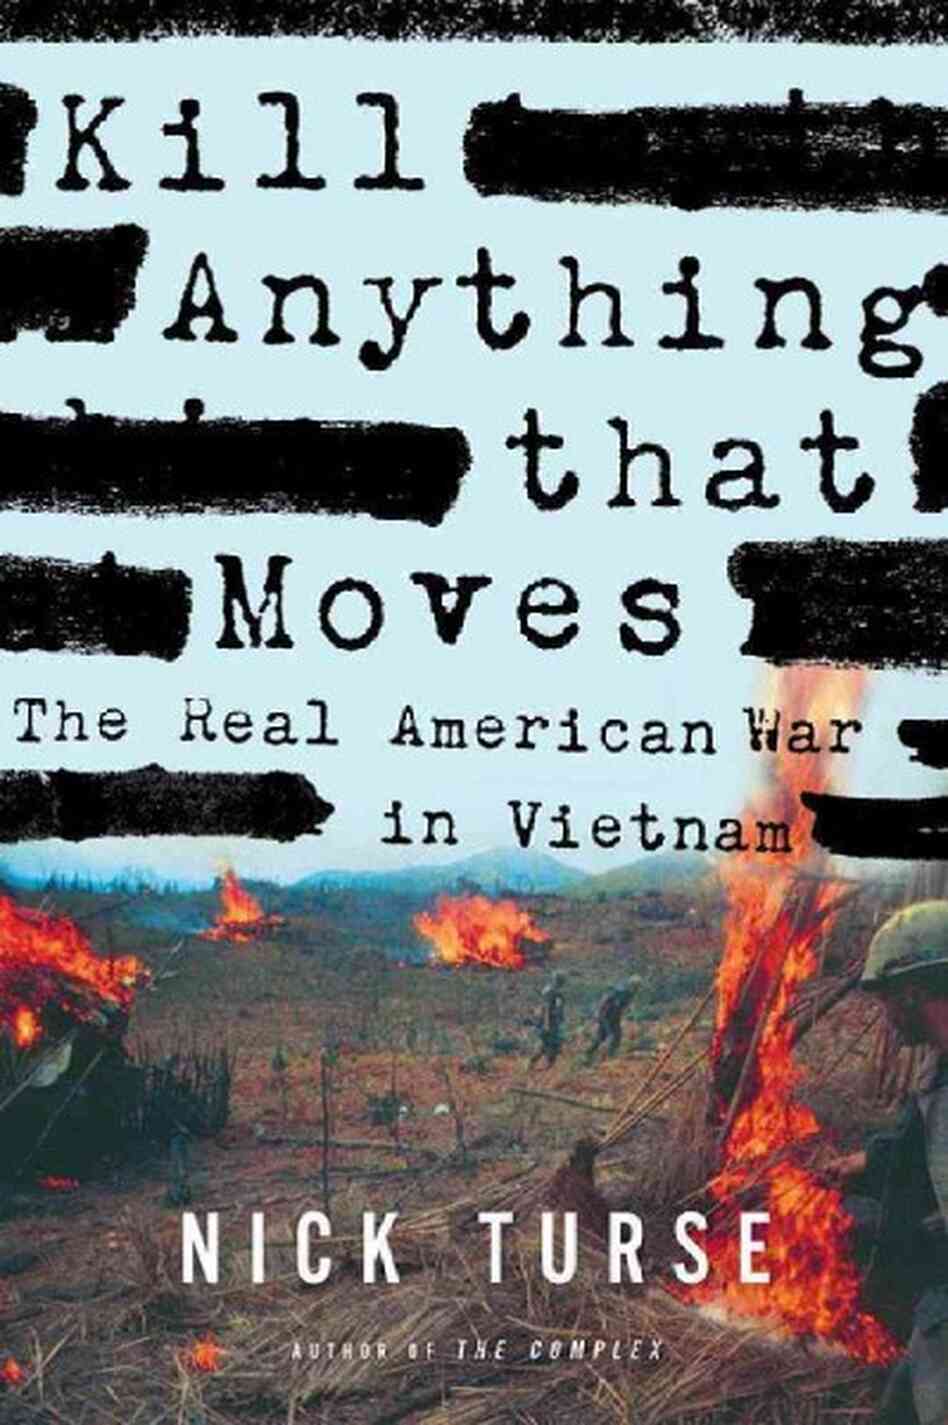 Kill
Anything
that
Moves
The Real American War
in Vietnam
NICK TURSE
AUTHOR OF THE COMPLEX